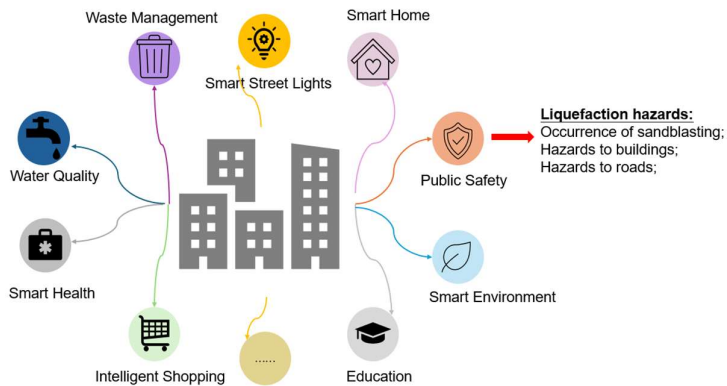 Waste Management
Smart Home
Smart Street Lights
Liquefaction hazards:
Occurrence of sandblasting;
Hazards to buildings;
Hazards to roads;
Water Quality
Public Safety
Smart Health
Smart Environment
Intelligent Shopping
......
Education